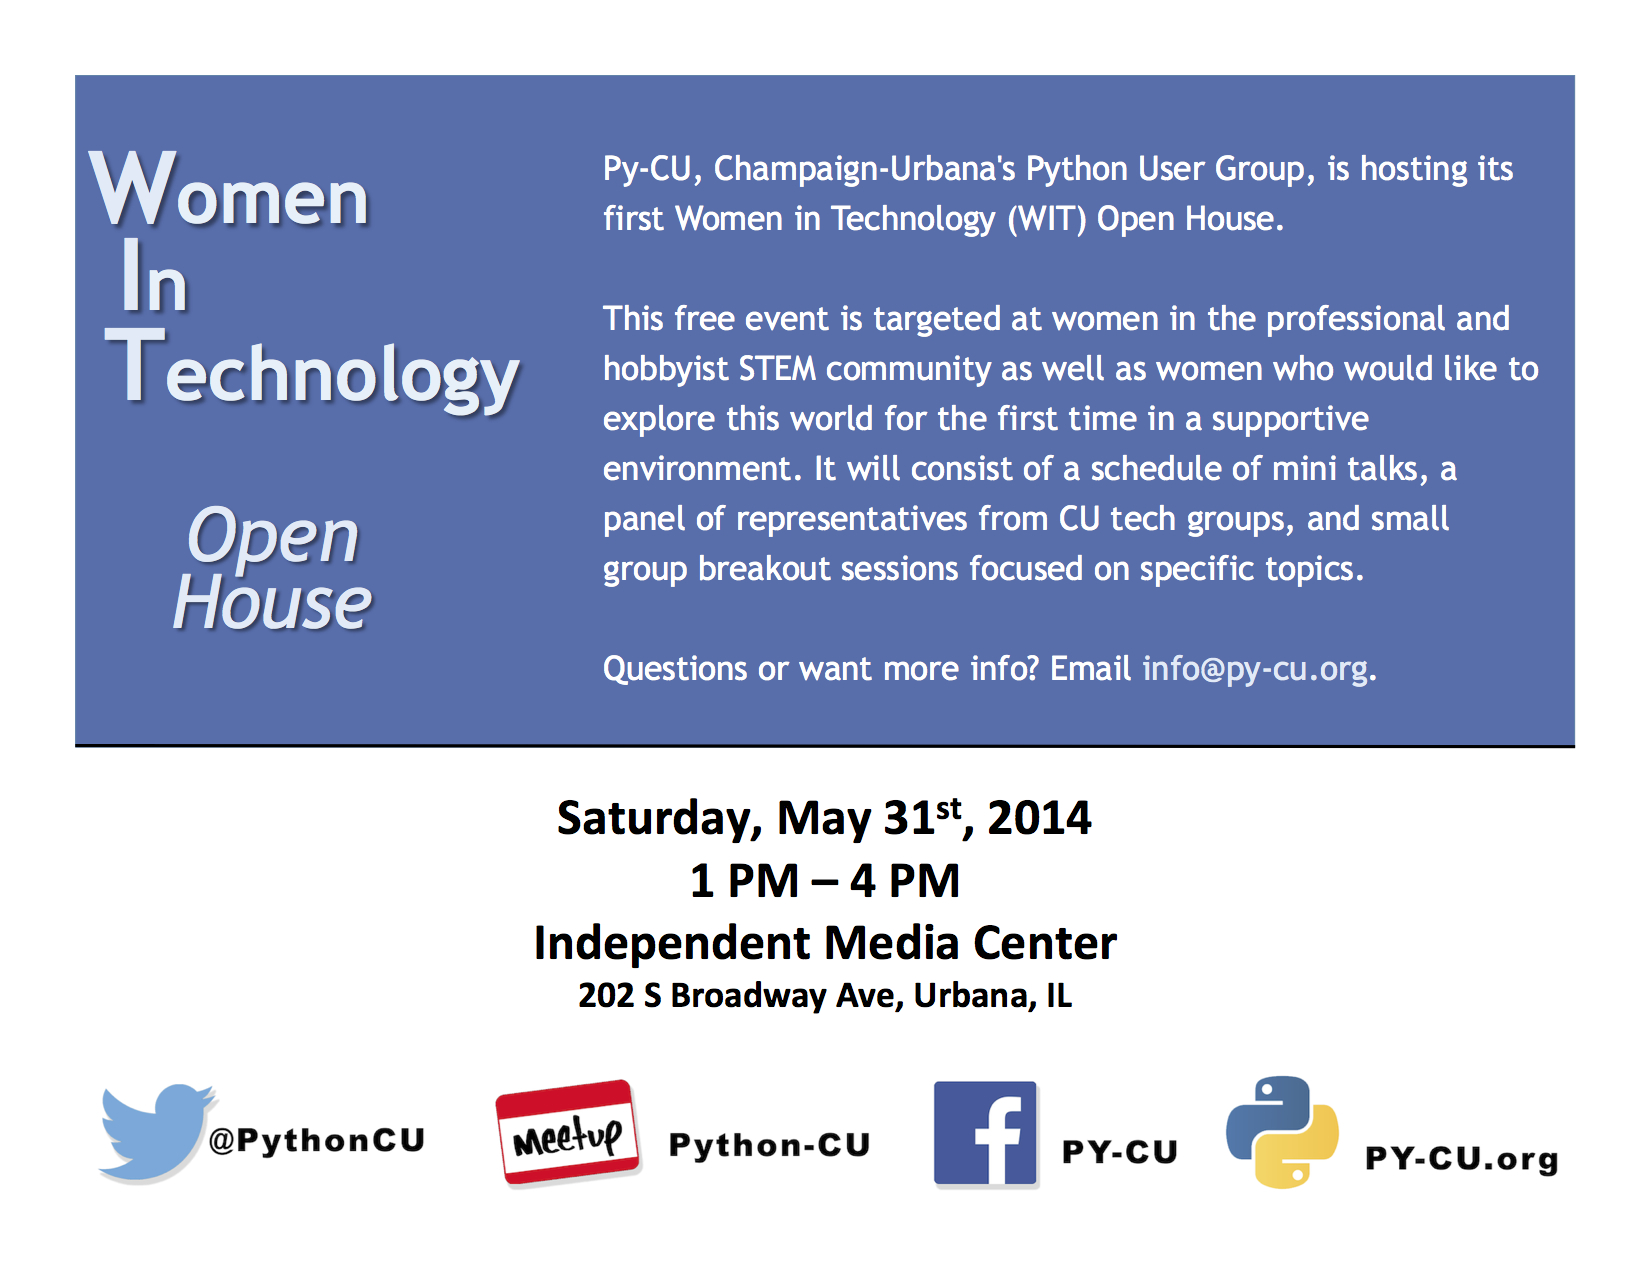 Women
In
Technology
Open
House
Py-CU, Champaign-Urbana's Python User Group, is hosting its
first Women in Technology (WIT) Open House.
This free event is targeted at women in the professional and
hobbyist STEM community as well as women who would like to
explore this world for the first time in a supportive
environment. It will consist of a schedule of mini talks, a
panel of representatives from CU tech groups, and small
group breakout sessions focused on specific topics.
Questions or want more info? Email info@py-cu.org.
Saturday, May 31st, 2014
1 PM – 4 PM
Independent Media Center
202 S Broadway Ave, Urbana, IL
@PythonCU
Meetup
Python-CU
f
PY-CU
PY-CU.org